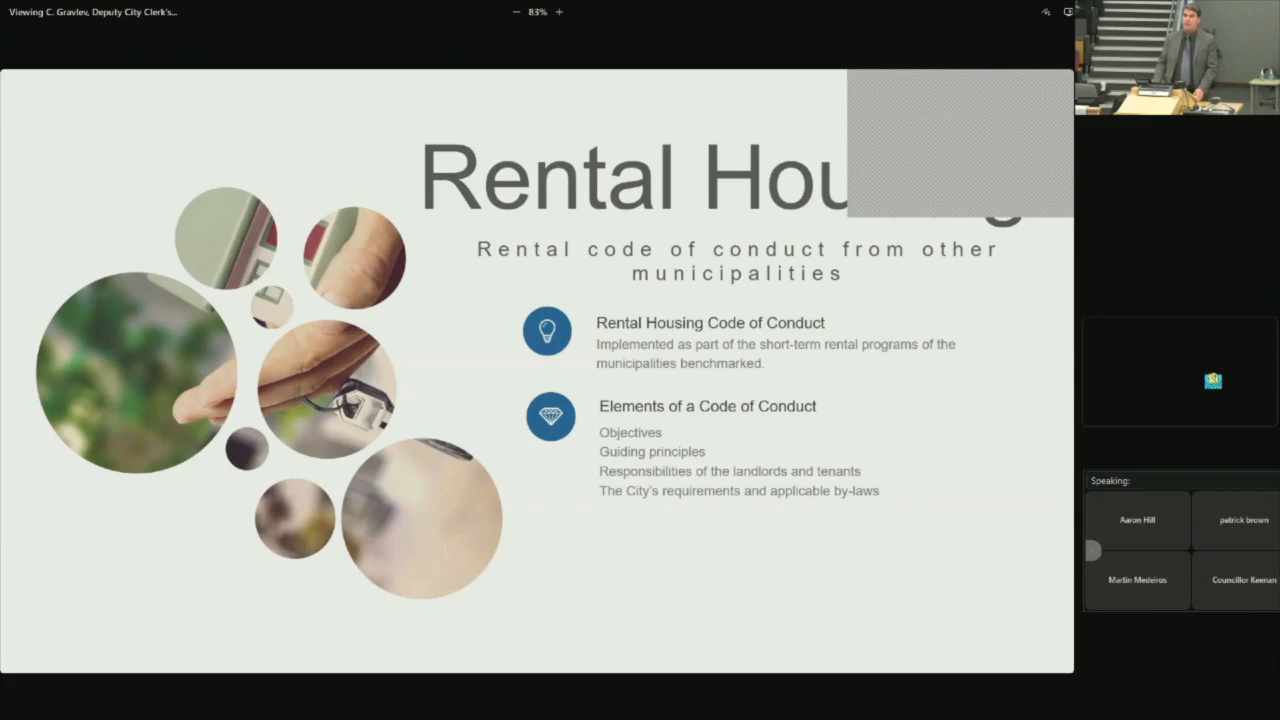 Viewing C. Gravlev, Deputy City Clerk's...
83%
Rental
Rental code of conduct from other
municipalities
Rental Housing Code of Conduct
Implemented as part of the short-term rental programs of the
municipalities benchmarked.
Elements of a Code of Conduct
Objectives
Guiding principles
Responsibilities of the landlords and tenants
The City's requirements and applicable by-laws
Speaking:
Aaron Hill
patrick brown
Martin Medeiros
Councillor Keenan